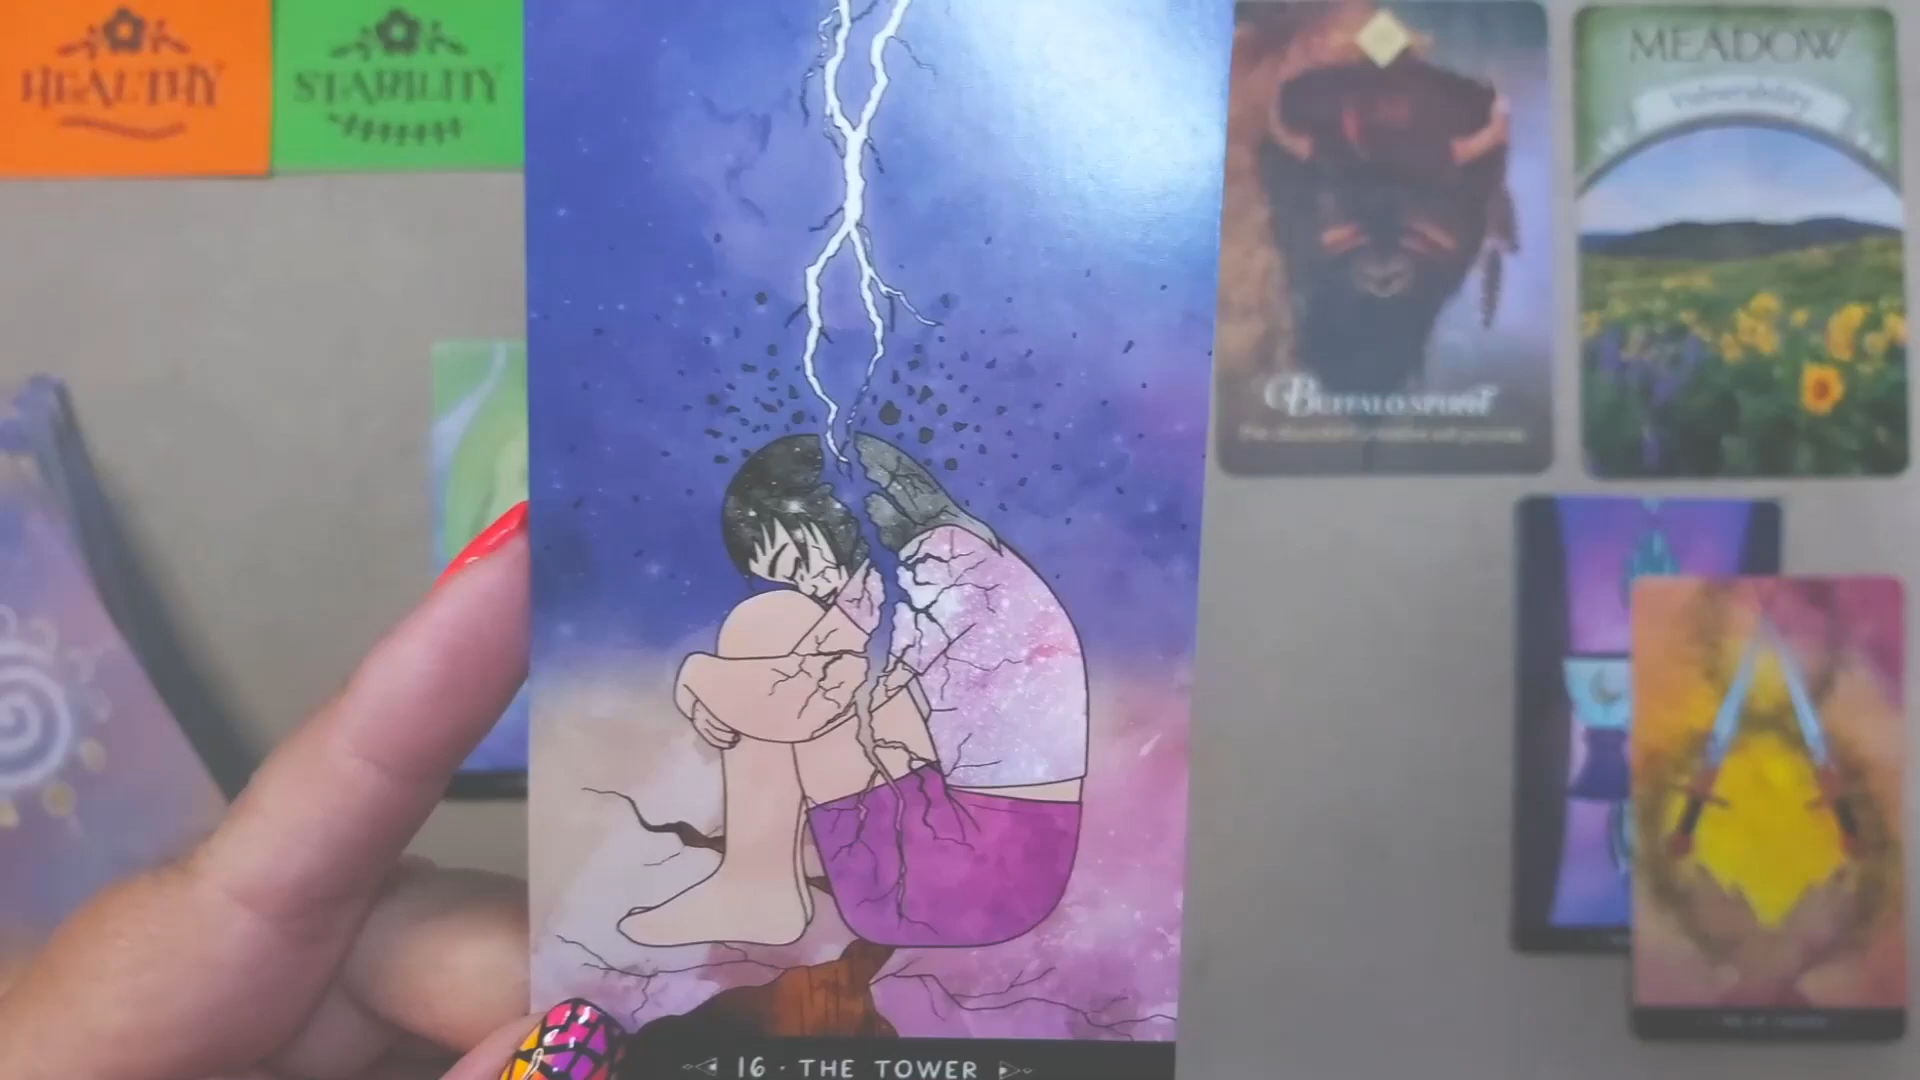 HEALTHY
STABILITY
MEADOW
Vulnerability
BUFFALO SPIRIT
16 · THE TOWER